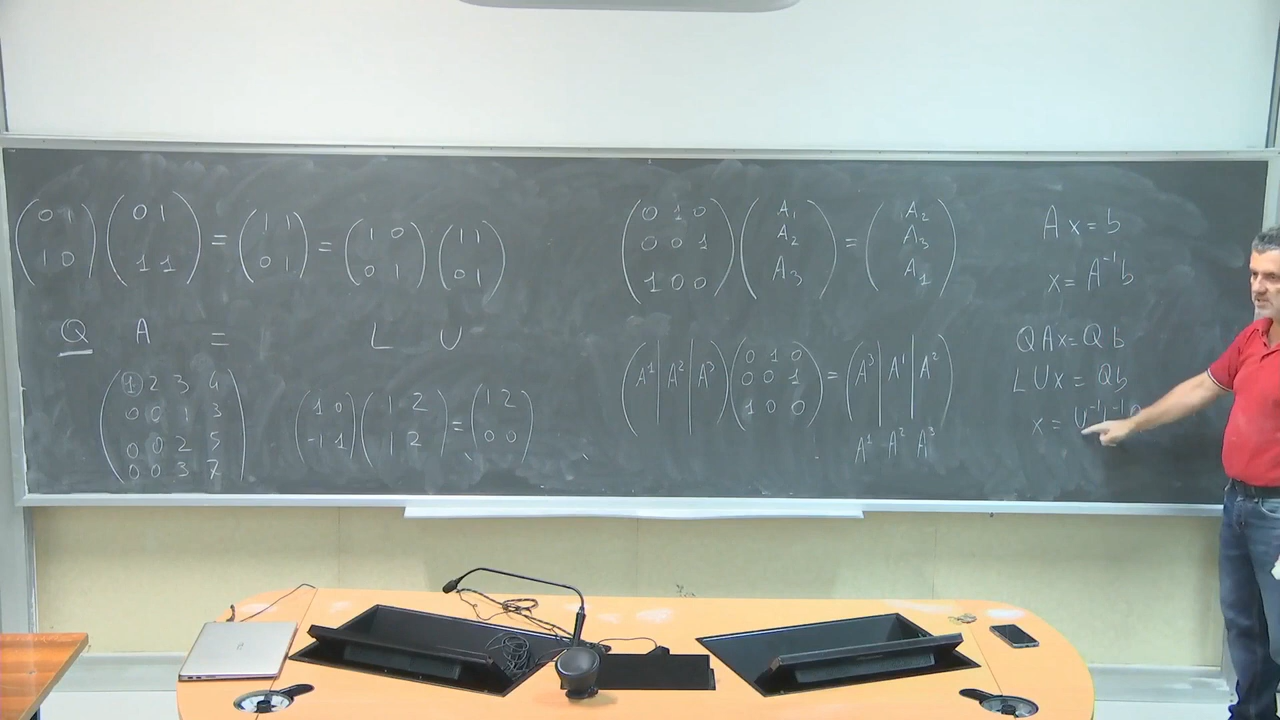 (0 1
1 0) (0 1
1 1) = (1 1
0 1) = (1 0
0 1) (1 1
0 1)
Q A = L U
(1 2 3 4
0 0 1 3
0 0 2 5
0 0 3 7)
(1 0
-1 1) (1 2
1 2) = (1 2
0 0)
(0 1 0
0 0 1
1 0 0) (A₁
A₂
A₃) = (A₂
A₃
A₁)
(A¹ | A² | A³) (0 1 0
0 0 1
1 0 0) = (A³ | A¹ | A²)
A¹ A² A³
Ax = b
x = A⁻¹b
QAx = Qb
LUx = Qb
x = U⁻¹